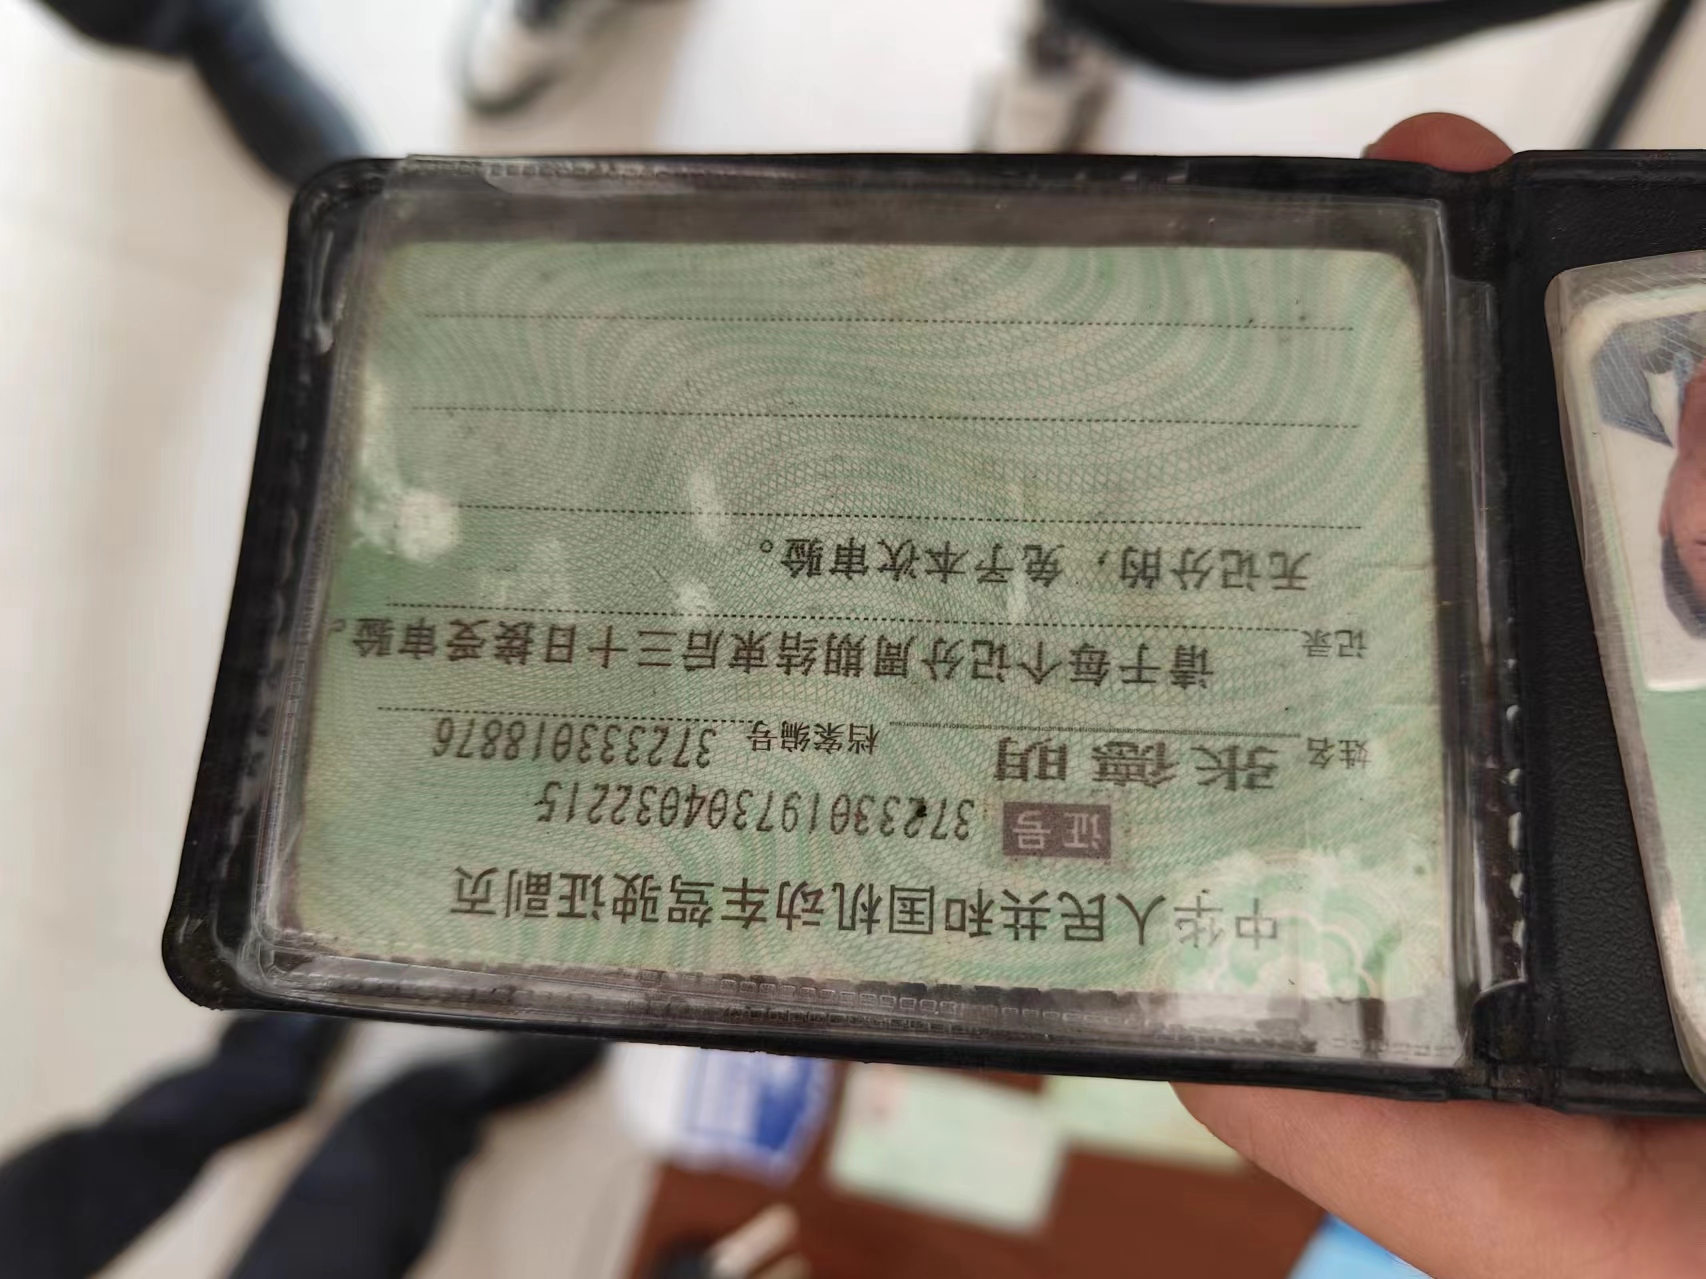 中华人民共和国机动车驾驶证副页
证号 372330197304032215
姓名 张德明 档案编号 372333018876
记录 请于每个记分周期结束后三十日接受审验。
无记分的，免予本次审验。